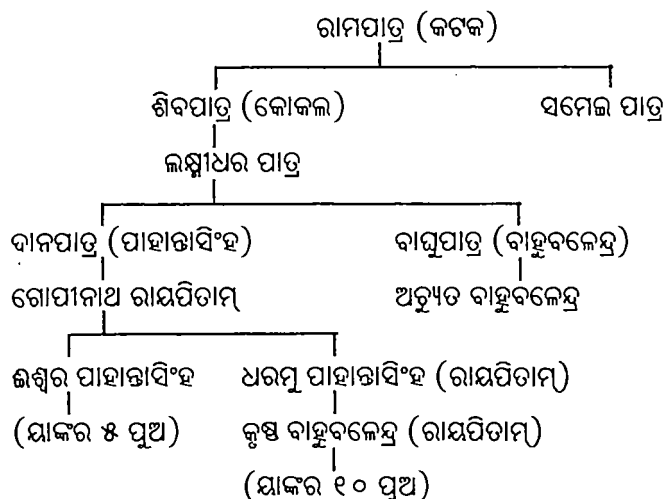 ରାମପାତ୍ର (କଟକ)
ଶିବପାତ୍ର (କୋକଲ) ସମେଇ ପାତ୍ର
ଲକ୍ଷ୍ମୀଧର ପାତ୍ର
ଦାନପାତ୍ର (ପାହାନ୍ତାସିଂହ) ବାଘୁପାତ୍ର (ବାହୁବଳେନ୍ଦ୍ର)
ଗୋପୀନାଥ ରାୟପିତାମ୍ ଅଚ୍ୟୁତ ବାହୁବଳେନ୍ଦ୍ର
ଈଶ୍ୱର ପାହାନ୍ତାସିଂହ ଧରମୁ ପାହାନ୍ତାସିଂହ (ରାୟପିତାମ୍)
(ୟାଙ୍କର ୫ ପୁଅ) କୃଷ୍ଣ ବାହୁବଳେନ୍ଦ୍ର (ରାୟପିତାମ୍)
(ୟାଙ୍କର ୧୦ ପୁଅ)